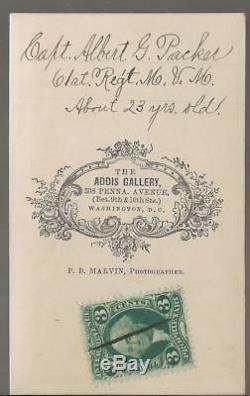 Capt. Albert G. Packer
61st. Regt. M. V. M.
About 23 yrs. old!
THE
ADDIS GALLERY,
308 PENNA. AVENUE,
(Bet. 9th & 10th Sts.)
WASHINGTON, D. C.
P. B. MARVIN, PHOTOGRAPHER.
3 CENTS 3